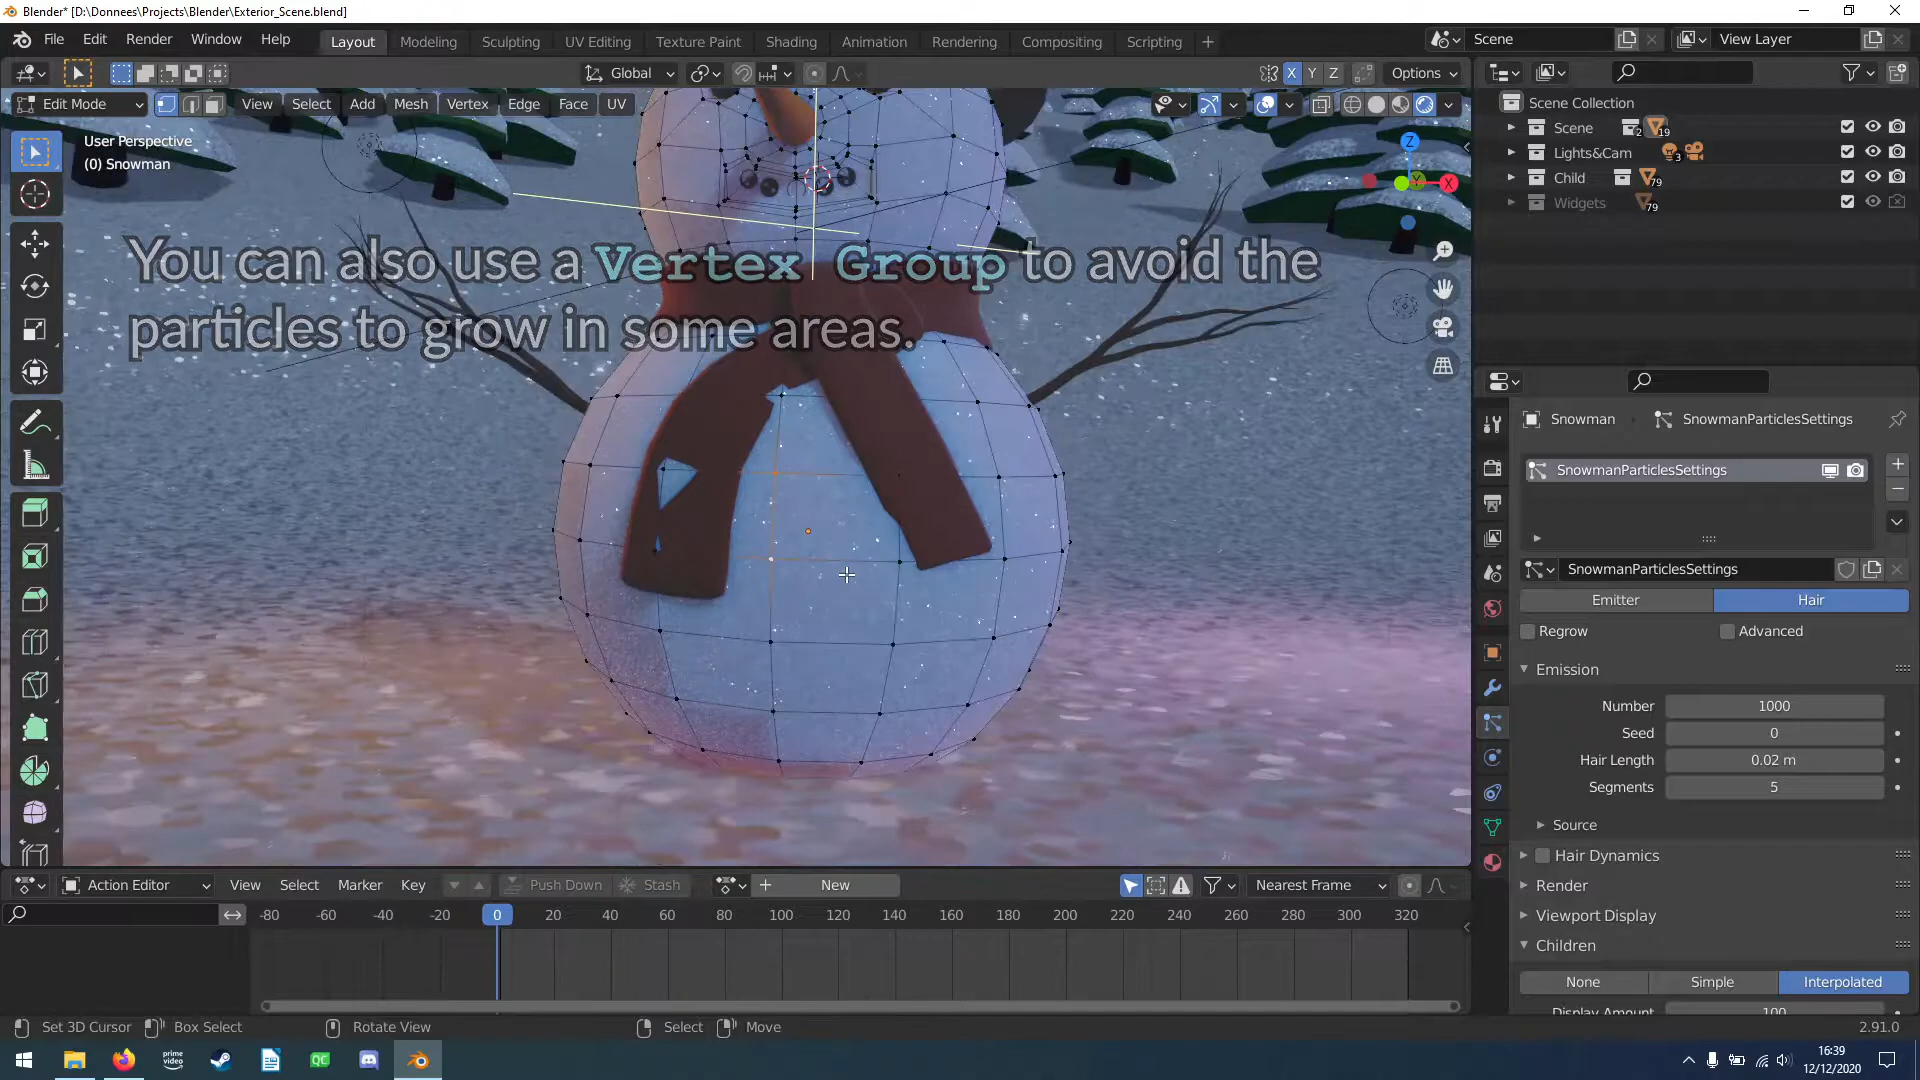 Blender* [D:\Donnees\Projects\Blender\Exterior_Scene.blend]
File Edit Render Window Help Layout Modeling Sculpting UV Editing Texture Paint Shading Animation Rendering Compositing Scripting + Scene View Layer
Global X Y Z Options
Edit Mode View Select Add Mesh Vertex Edge Face UV
Scene Collection
Scene 2 19
Lights&Cam 3
Child 79
Widgets 79
User Perspective
(0) Snowman
Z
Y
X
You can also use a Vertex Group to avoid the
particles to grow in some areas.
Snowman SnowmanParticlesSettings
SnowmanParticlesSettings
SnowmanParticlesSettings
Emitter Hair
Regrow Advanced
Emission
Number 1000
Seed 0
Hair Length 0.02 m
Segments 5
Source
Hair Dynamics
Render
Viewport Display
Children
None Simple Interpolated
Action Editor View Select Marker Key Push Down Stash New Nearest Frame
-80 -60 -40 -20 0 20 40 60 80 100 120 140 160 180 200 220 240 260 280 300 320
Set 3D Cursor Box Select Rotate View Select Move 2.91.0
prime video
QC
16:39
12/12/2020